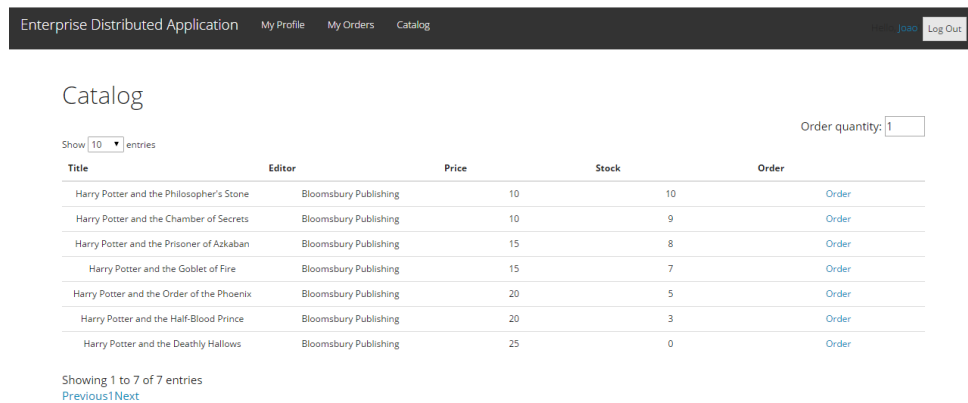 Enterprise Distributed Application My Profile My Orders Catalog Hello, Joao Log Out
Catalog
Order quantity: 1
Show 10 entries
Title Editor Price Stock Order
Harry Potter and the Philosopher's Stone Bloomsbury Publishing 10 10 Order
Harry Potter and the Chamber of Secrets Bloomsbury Publishing 10 9 Order
Harry Potter and the Prisoner of Azkaban Bloomsbury Publishing 15 8 Order
Harry Potter and the Goblet of Fire Bloomsbury Publishing 15 7 Order
Harry Potter and the Order of the Phoenix Bloomsbury Publishing 20 5 Order
Harry Potter and the Half-Blood Prince Bloomsbury Publishing 20 3 Order
Harry Potter and the Deathly Hallows Bloomsbury Publishing 25 0 Order
Showing 1 to 7 of 7 entries
Previous1Next